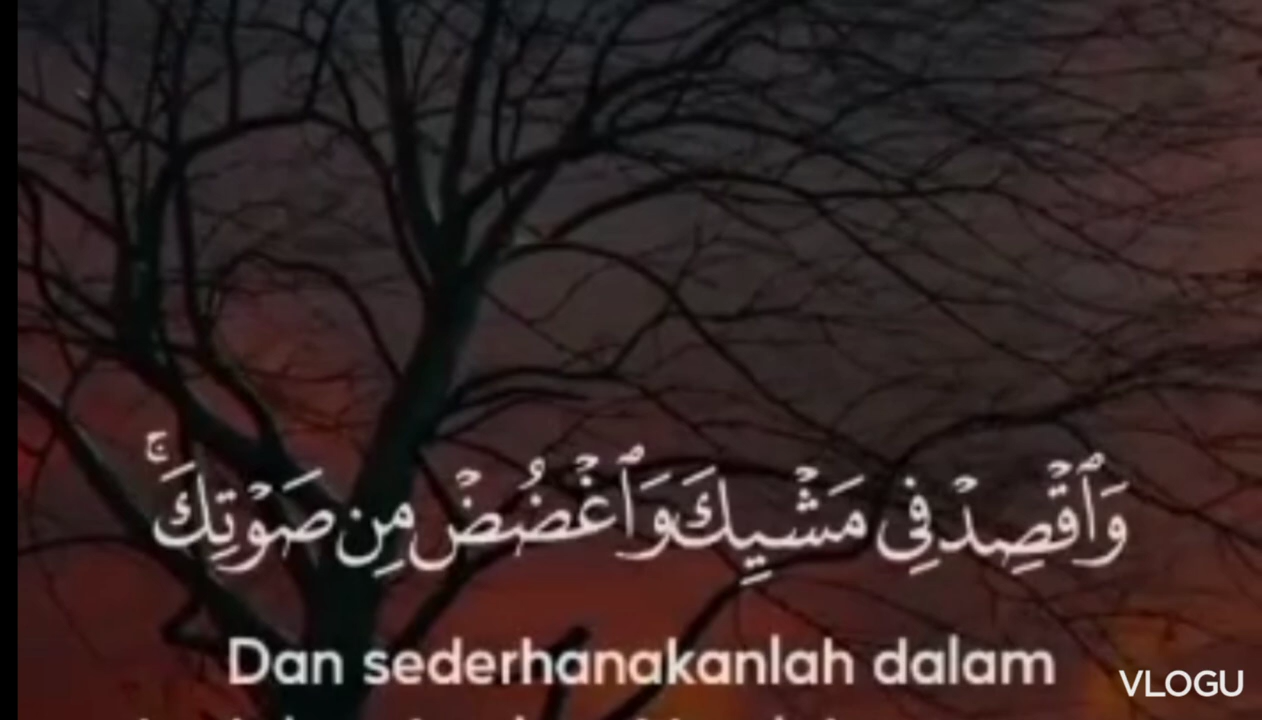 وَٱقۡصِدۡ فِي مَشۡيِكَ وَٱغۡضُضۡ مِن صَوۡتِكَۚ
Dan sederhanakanlah dalam
VLOGU